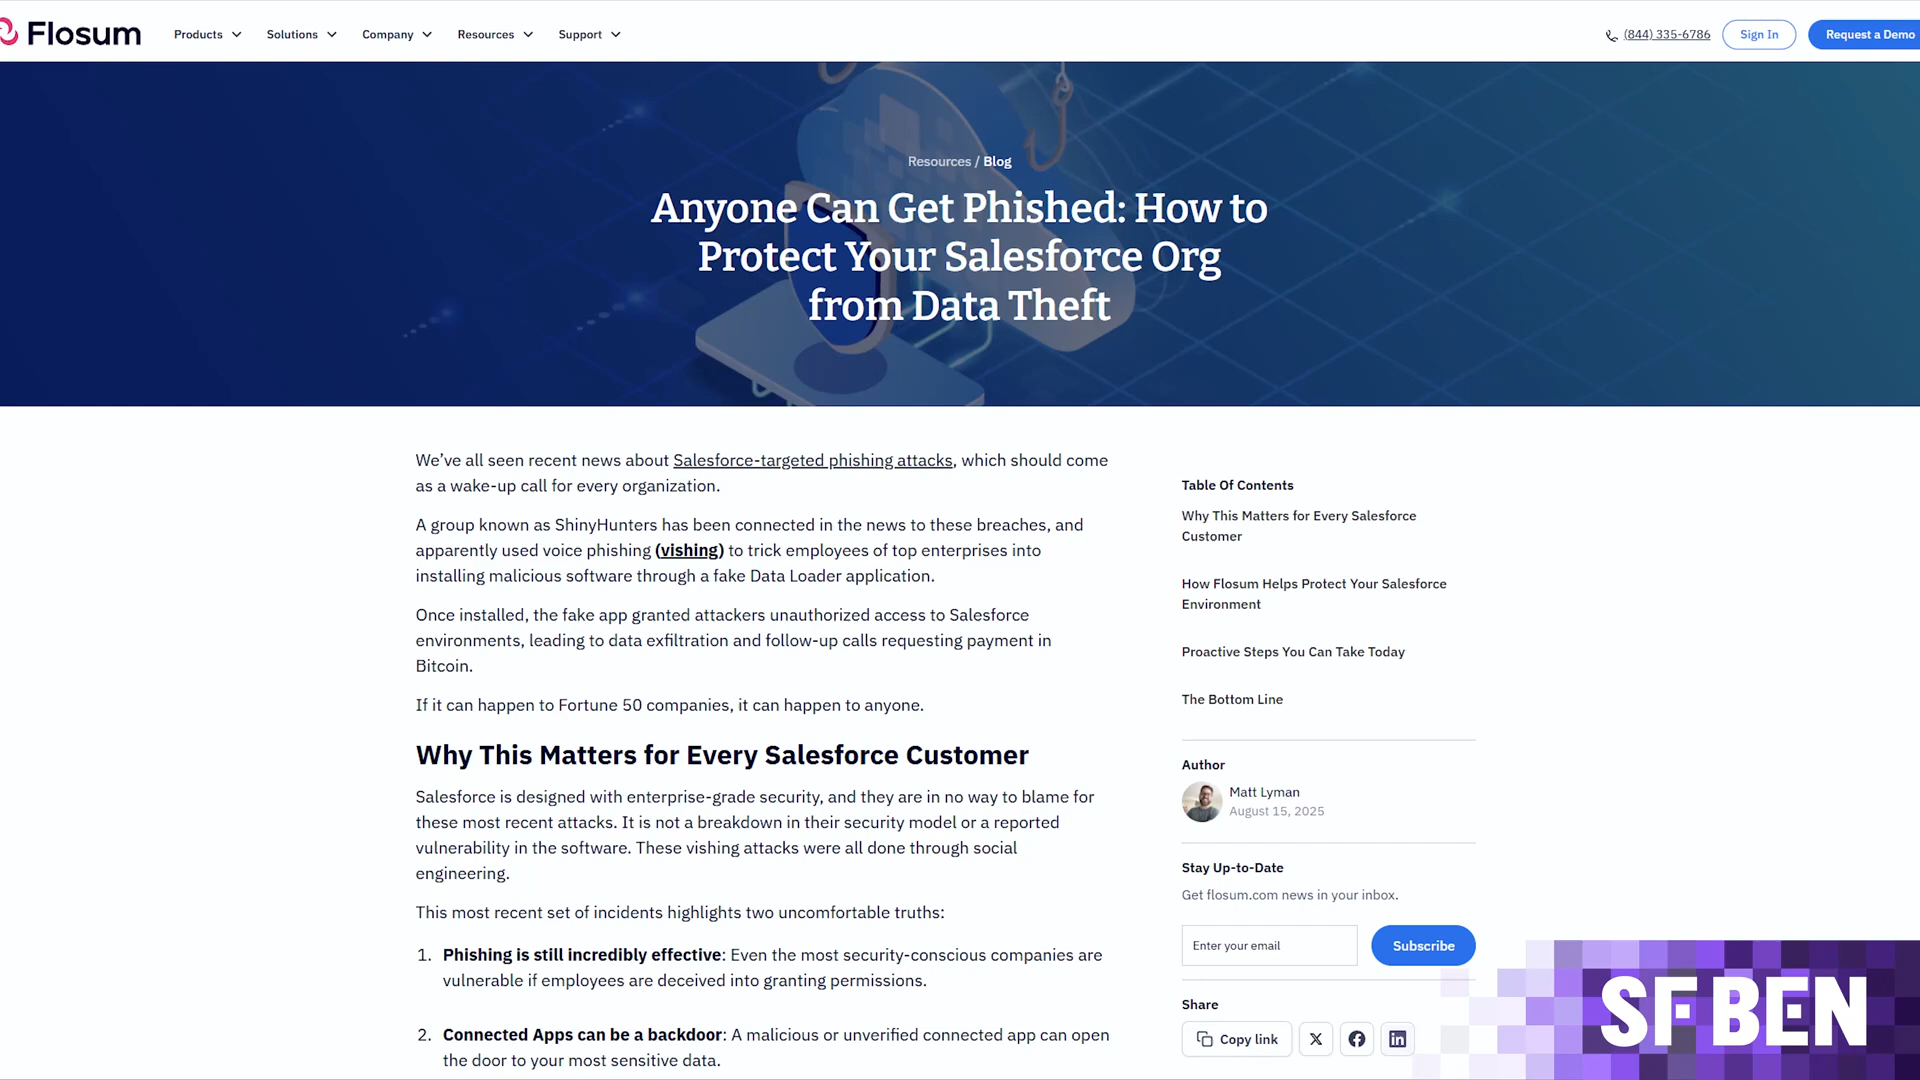 Flosum
Products
Solutions
Company
Resources
Support
(844) 335-6786
Sign In
Request a Demo
Resources / Blog
Anyone Can Get Phished: How to
Protect Your Salesforce Org
from Data Theft
We've all seen recent news about Salesforce-targeted phishing attacks, which should come
as a wake-up call for every organization.
A group known as ShinyHunters has been connected in the news to these breaches, and
apparently used voice phishing (vishing) to trick employees of top enterprises into
installing malicious software through a fake Data Loader application.
Once installed, the fake app granted attackers unauthorized access to Salesforce
environments, leading to data exfiltration and follow-up calls requesting payment in
Bitcoin.
If it can happen to Fortune 50 companies, it can happen to anyone.
Why This Matters for Every Salesforce Customer
Salesforce is designed with enterprise-grade security, and they are in no way to blame for
these most recent attacks. It is not a breakdown in their security model or a reported
vulnerability in the software. These vishing attacks were all done through social
engineering.
This most recent set of incidents highlights two uncomfortable truths:
1. Phishing is still incredibly effective: Even the most security-conscious companies are
vulnerable if employees are deceived into granting permissions.
2. Connected Apps can be a backdoor: A malicious or unverified connected app can open
the door to your most sensitive data.
Table Of Contents
Why This Matters for Every Salesforce
Customer
How Flosum Helps Protect Your Salesforce
Environment
Proactive Steps You Can Take Today
The Bottom Line
Author
Matt Lyman
August 15, 2025
Stay Up-to-Date
Get flosum.com news in your inbox.
Enter your email
Subscribe
Share
Copy link
SF BEN